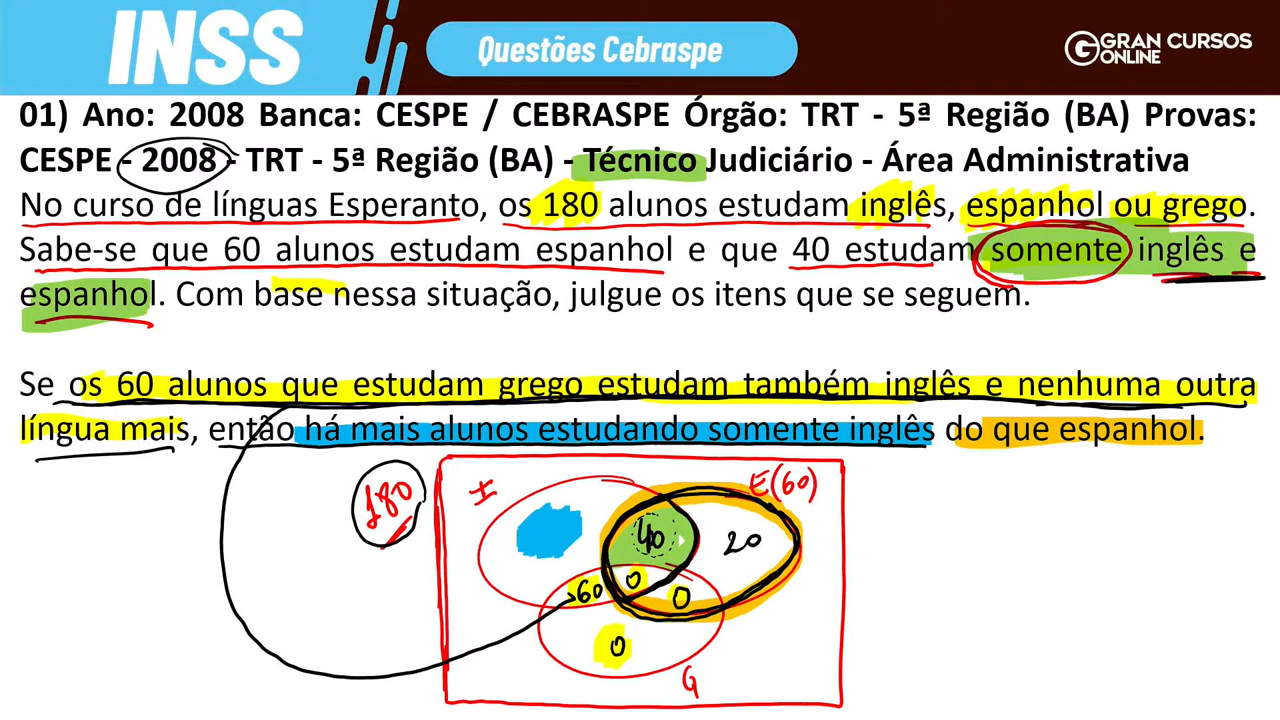 INSS
Questões Cebraspe
GRAN CURSOS
ONLINE
01) Ano: 2008 Banca: CESPE / CEBRASPE Órgão: TRT - 5ª Região (BA) Provas:
CESPE - 2008 - TRT - 5ª Região (BA) - Técnico Judiciário - Área Administrativa
No curso de línguas Esperanto, os 180 alunos estudam inglês, espanhol ou grego.
Sabe-se que 60 alunos estudam espanhol e que 40 estudam somente inglês e
espanhol. Com base nessa situação, julgue os itens que se seguem.
Se os 60 alunos que estudam grego estudam também inglês e nenhuma outra
língua mais, então há mais alunos estudando somente inglês do que espanhol.
180
I
E(60)
40
20
60
0
0
0
G